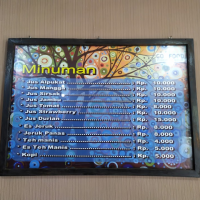 Minuman
Jus Alpukat Rp. 10.000
Jus Mangga Rp. 10.000
Jus Sirsak Rp. 10.000
Jus Jambu Rp. 10.000
Jus Tomat Rp. 8.000
Jus Strawberry Rp. 10.000
Jus Durian Rp. 15.000
Es Jeruk Rp. 6.000
Jeruk Panas Rp. 5.000
Teh manis Rp. 4.000
Es Teh Manis Rp. 5.000
Kopi Rp. 5.000